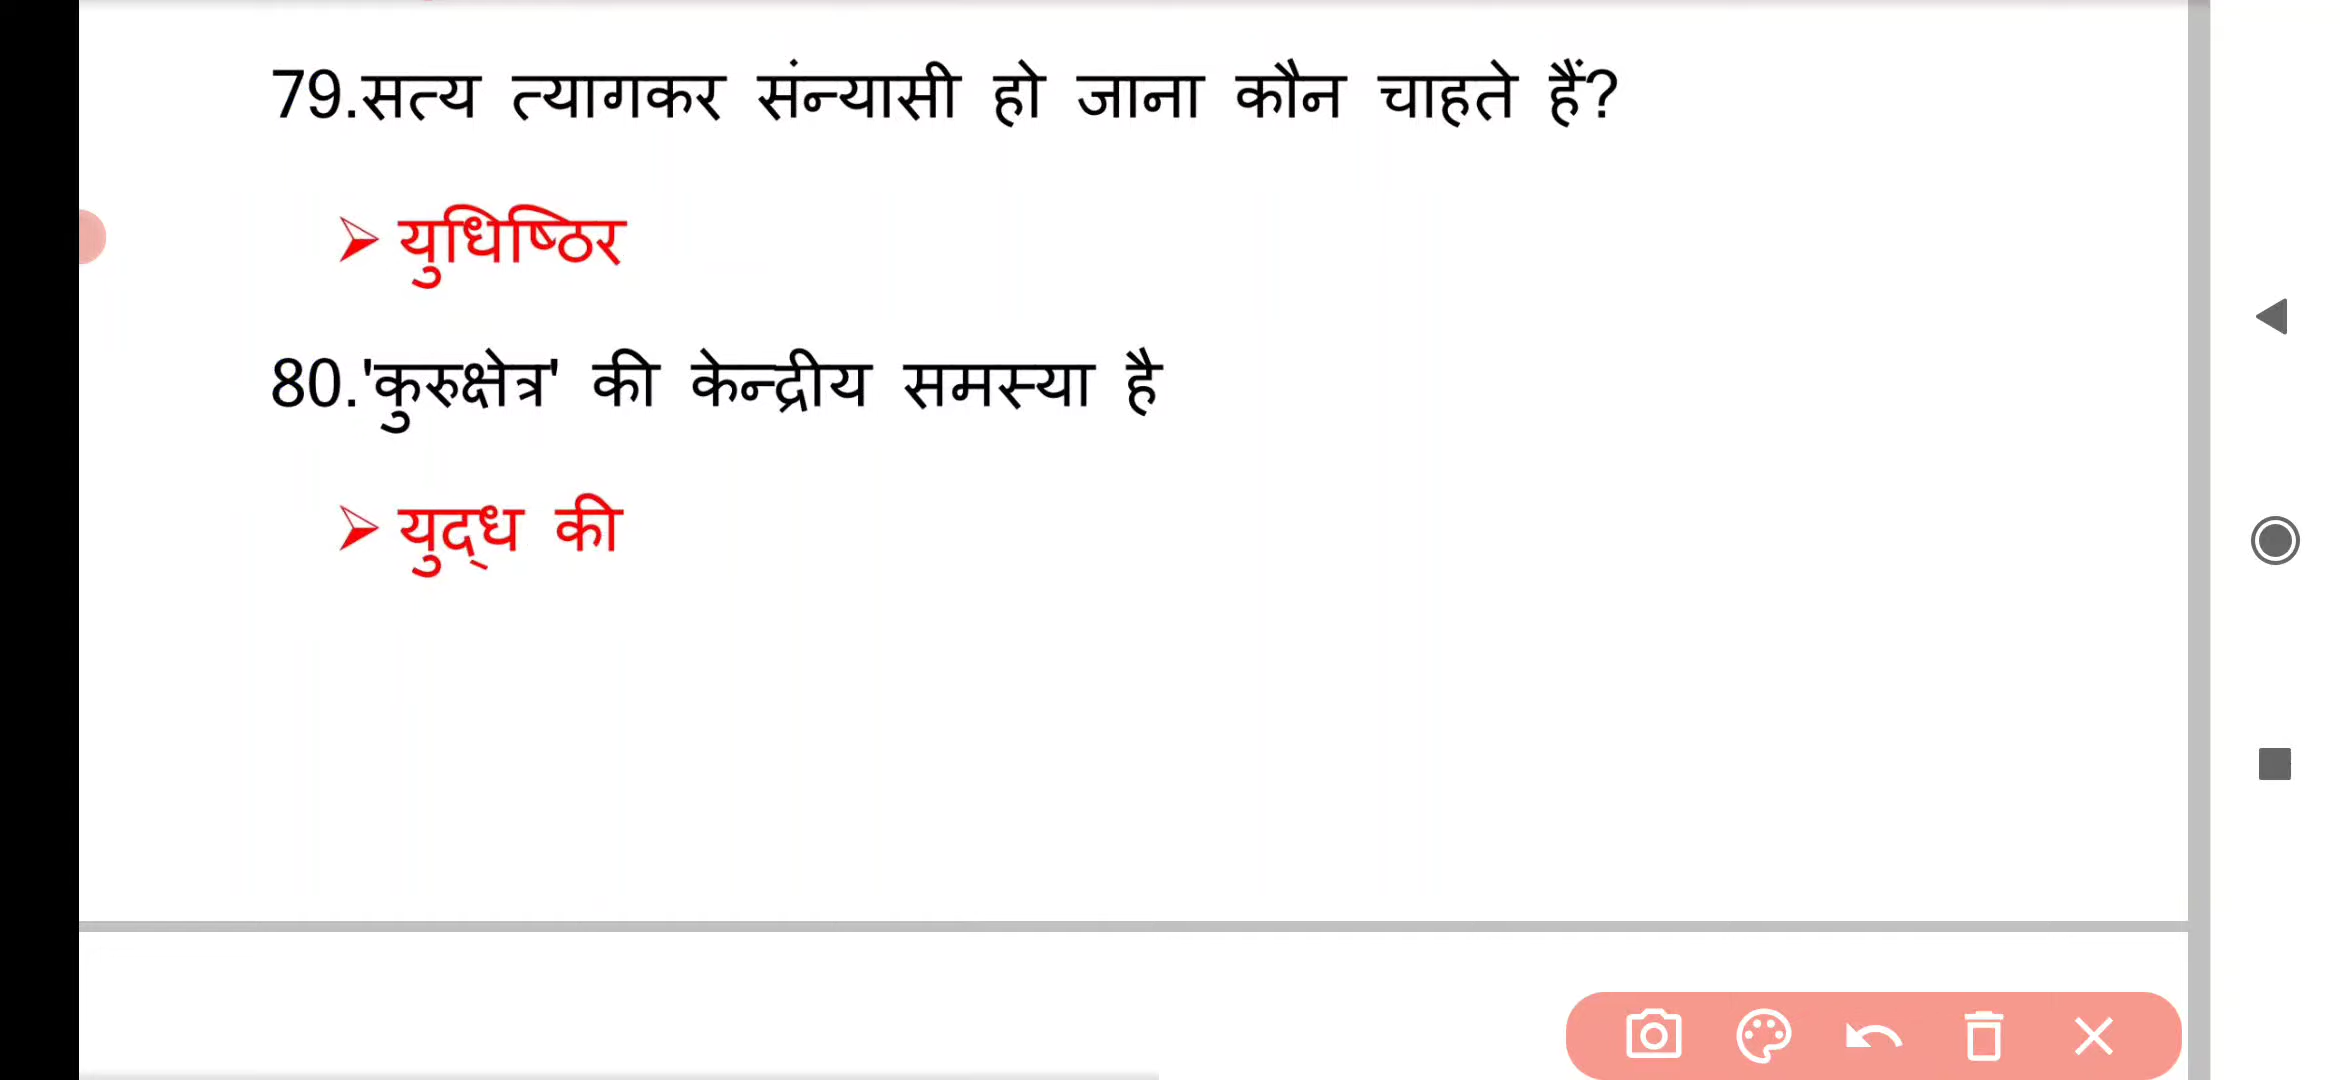 79.सत्य त्यागकर संन्यासी हो जाना कौन चाहते हैं?
➢ युधिष्ठिर
80.'कुरुक्षेत्र' की केन्द्रीय समस्या है
➢ युद्‌ध की